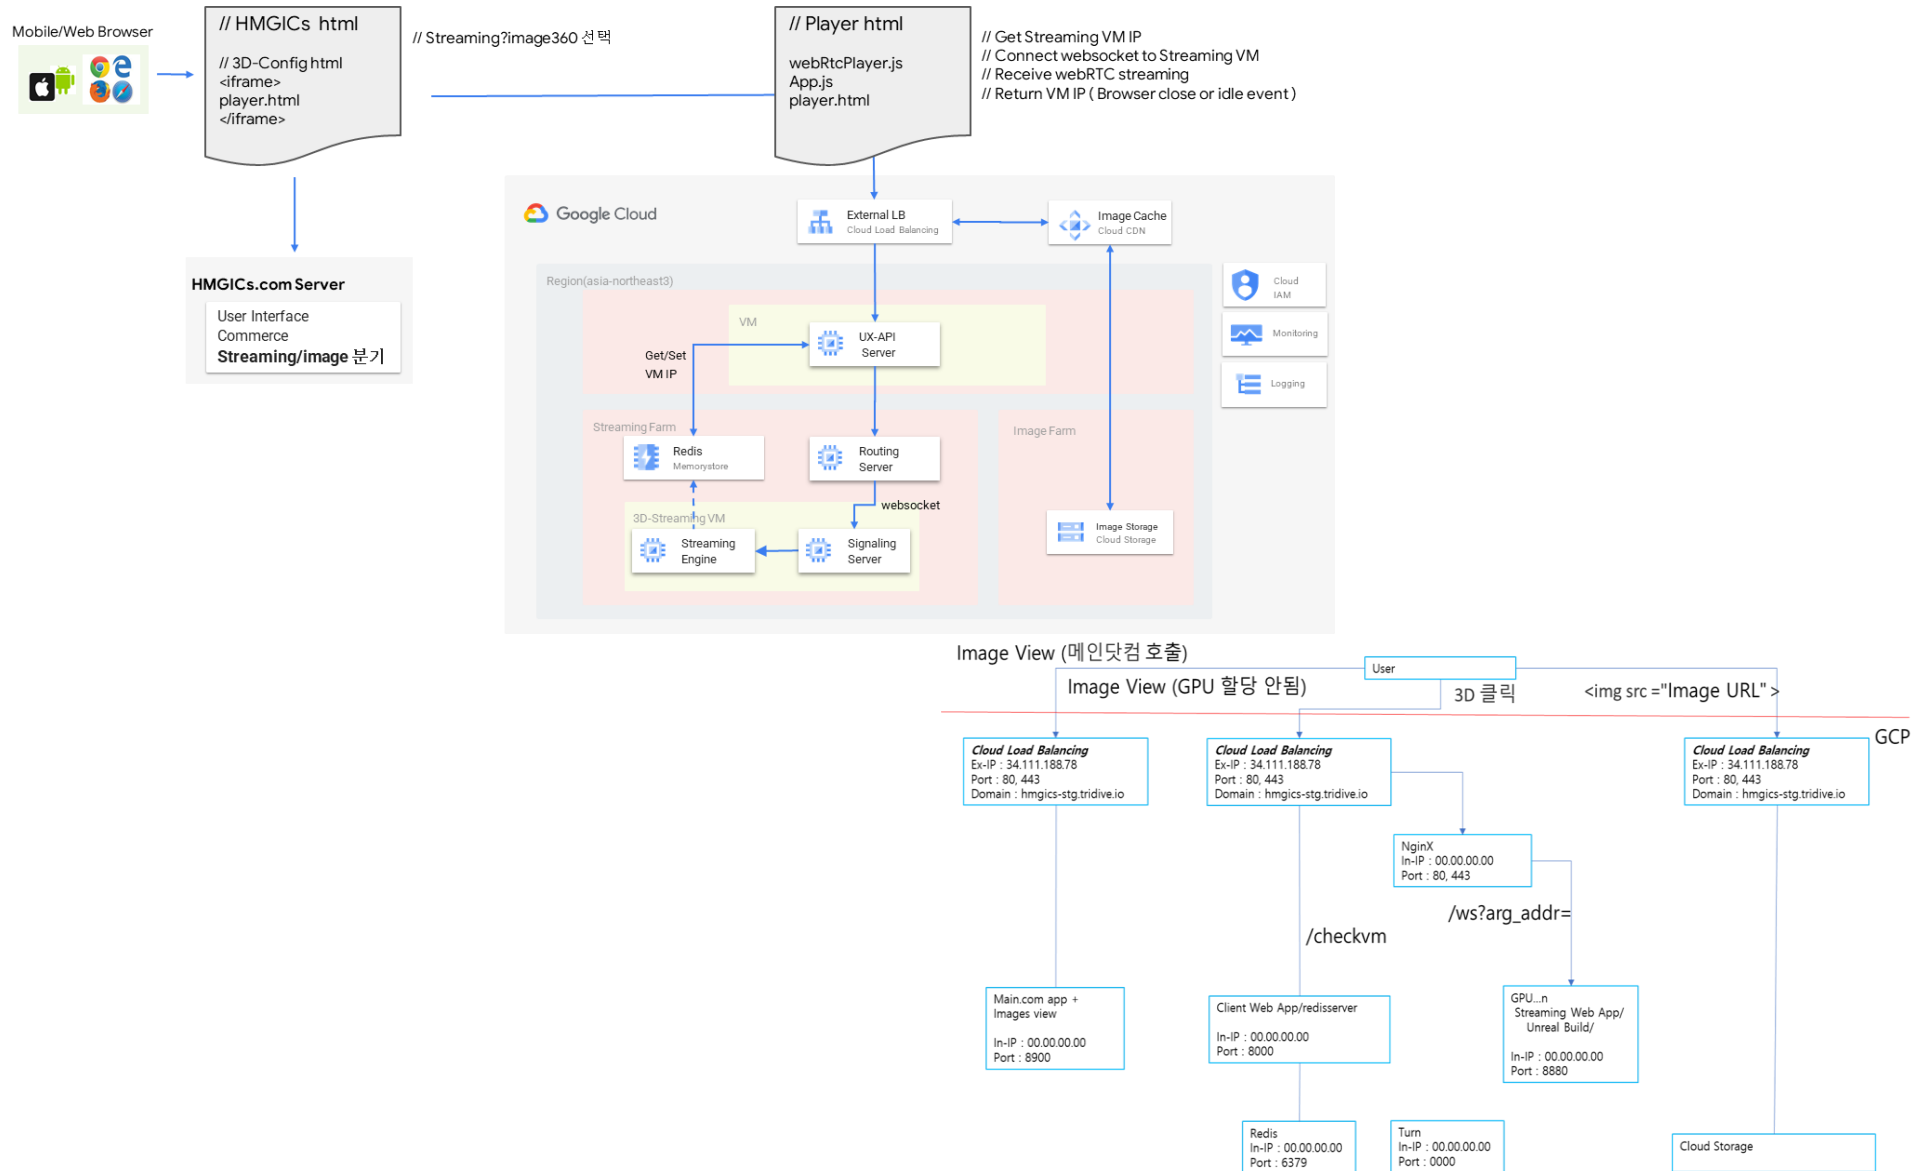 Mobile/Web Browser
// HMGICs html
// 3D-Config html
<iframe>
player.html
</iframe>
// Streaming?image360 선택
// Player html
webRtcPlayer.js
App.js
player.html
// Get Streaming VM IP
// Connect websocket to Streaming VM
// Receive webRTC streaming
// Return VM IP ( Browser close or idle event )
HMGICs.com Server
User Interface
Commerce
Streaming/image 분기
Google Cloud
External LB
Cloud Load Balancing
Image Cache
Cloud CDN
Region(asia-northeast3)
Cloud
IAM
Monitoring
Logging
VM
UX-API
Server
Get/Set
VM IP
Streaming Farm
Redis
Memorystore
Routing
Server
websocket
3D-Streaming VM
Streaming
Engine
Signaling
Server
Image Farm
Image Storage
Cloud Storage
Image View (메인닷컴 호출)
User
Image View (GPU 할당 안됨)
3D 클릭
<img src ="Image URL" >
GCP
Cloud Load Balancing
Ex-IP : 34.111.188.78
Port : 80, 443
Domain : hmgics-stg.tridive.io
Cloud Load Balancing
Ex-IP : 34.111.188.78
Port : 80, 443
Domain : hmgics-stg.tridive.io
Cloud Load Balancing
Ex-IP : 34.111.188.78
Port : 80, 443
Domain : hmgics-stg.tridive.io
NginX
In-IP : 00.00.00.00
Port : 80, 443
/ws?arg_addr=
/checkvm
Main.com app +
Images view
In-IP : 00.00.00.00
Port : 8900
Client Web App/redisserver
In-IP : 00.00.00.00
Port : 8000
GPU...n
Streaming Web App/
Unreal Build/
In-IP : 00.00.00.00
Port : 8880
Redis
In-IP : 00.00.00.00
Port : 6379
Turn
In-IP : 00.00.00.00
Port : 0000
Cloud Storage